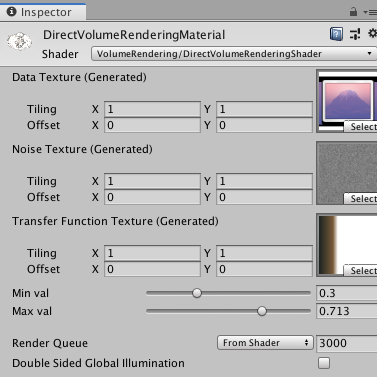 Inspector
DirectVolumeRenderingMaterial
Shader VolumeRendering/DirectVolumeRenderingShader
Data Texture (Generated)
Tiling X 1 Y 1
Offset X 0 Y 0
Select
Noise Texture (Generated)
Tiling X 1 Y 1
Offset X 0 Y 0
Select
Transfer Function Texture (Generated)
Tiling X 1 Y 1
Offset X 0 Y 0
Select
Min val 0.3
Max val 0.713
Render Queue From Shader 3000
Double Sided Global Illumination